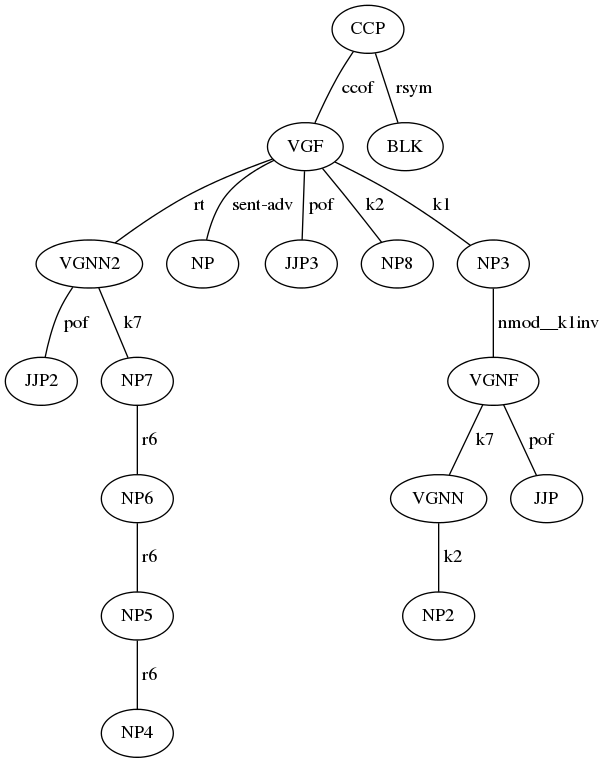 CCP
ccof rsym
VGF BLK
rt sent-adv pof k2 k1
VGNN2 NP JJP3 NP8 NP3
pof k7 nmod__k1inv
JJP2 NP7 VGNF
r6 k7 pof
NP6 VGNN JJP
r6 k2
NP5 NP2
r6
NP4